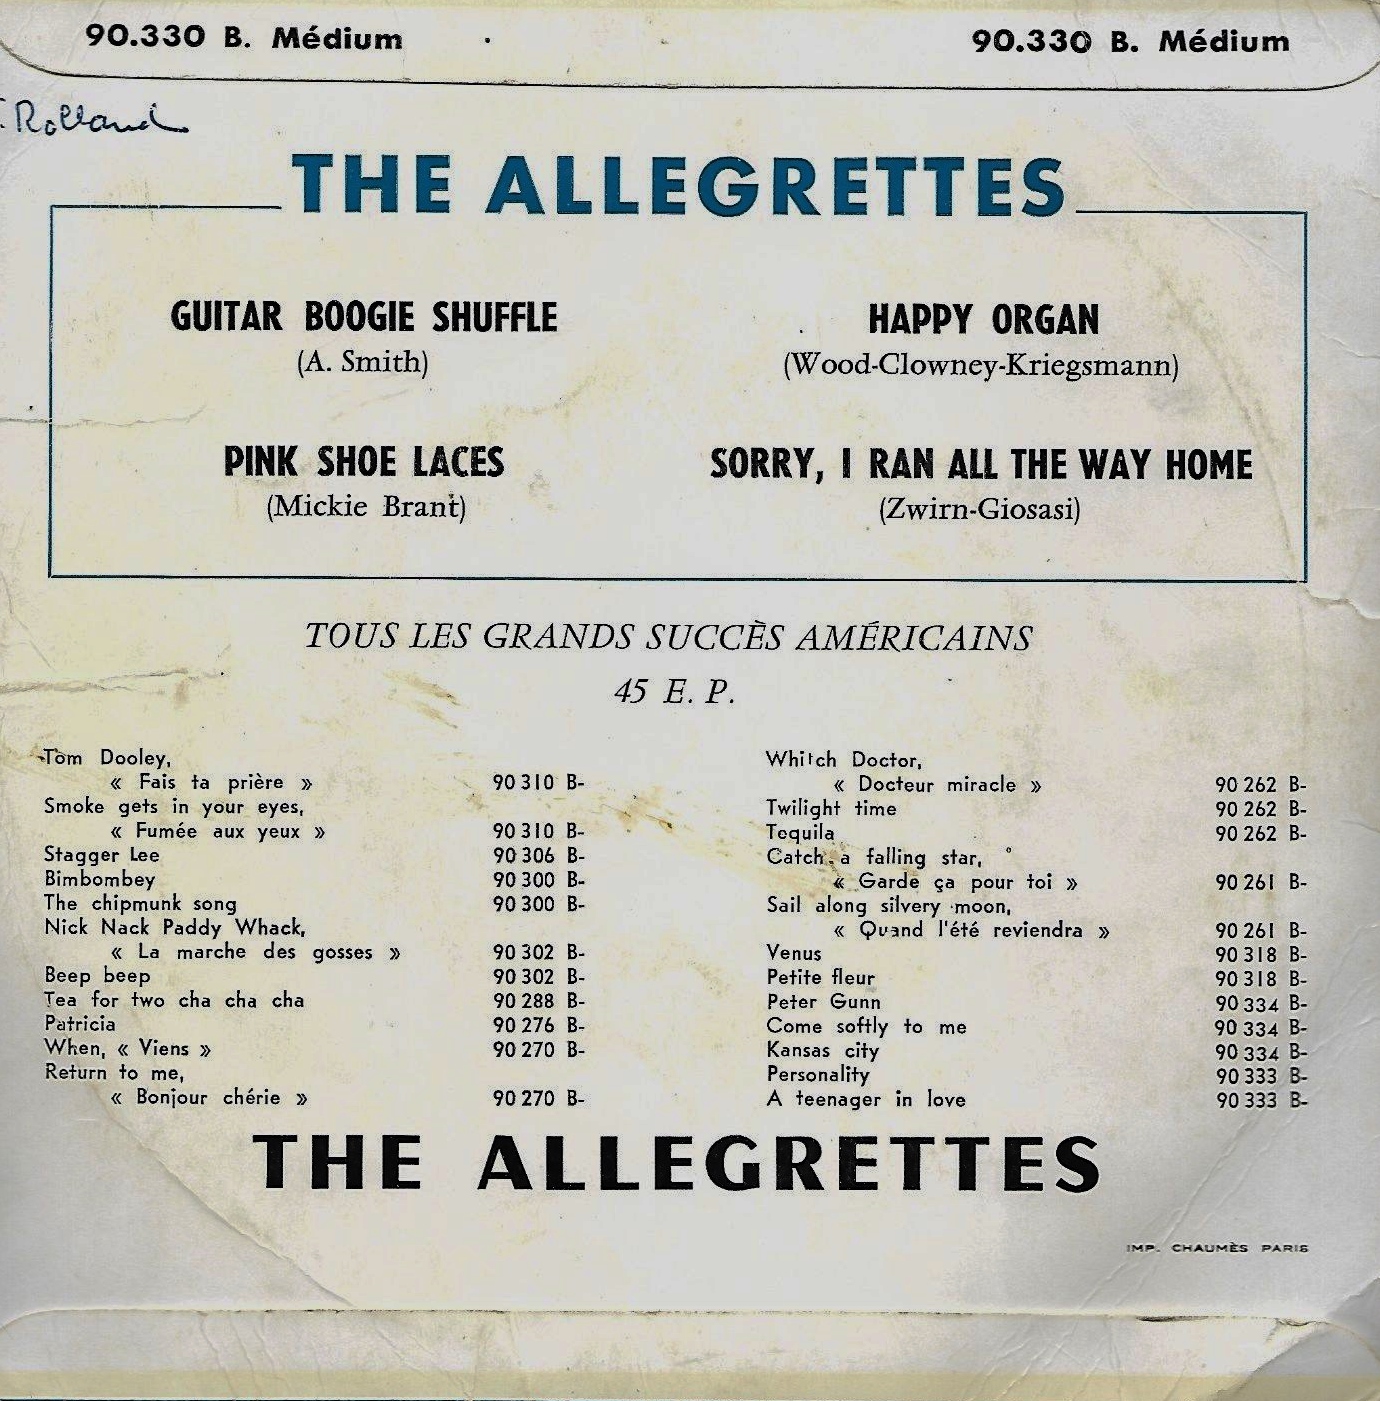 90.330 B. Médium
90.330 B. Médium
Rolland
THE ALLEGRETTES
GUITAR BOOGIE SHUFFLE
(A. Smith)
HAPPY ORGAN
(Wood-Clowney-Kriegsmann)
PINK SHOE LACES
(Mickie Brant)
SORRY, I RAN ALL THE WAY HOME
(Zwirn-Giosasi)
TOUS LES GRANDS SUCCÈS AMÉRICAINS
45 E. P.
Tom Dooley,
« Fais ta prière » 90 310 B-
Smoke gets in your eyes,
« Fumée aux yeux » 90 310 B-
Stagger Lee 90 306 B-
Bimbombey 90 300 B-
The chipmunk song 90 300 B-
Nick Nack Paddy Whack,
« La marche des gosses » 90 302 B-
Beep beep 90 302 B-
Tea for two cha cha cha 90 288 B-
Patricia 90 276 B-
When, « Viens » 90 270 B-
Return to me,
« Bonjour chérie » 90 270 B-
Whitch Doctor,
« Docteur miracle » 90 262 B-
Twilight time 90 262 B-
Tequila 90 262 B-
Catch a falling star,
« Garde ça pour toi » 90 261 B-
Sail along silvery moon,
« Quand l'été reviendra » 90 261 B-
Venus 90 318 B-
Petite fleur 90 318 B-
Peter Gunn 90 334 B-
Come softly to me 90 334 B-
Kansas city 90 334 B-
Personality 90 333 B-
A teenager in love 90 333 B-
THE ALLEGRETTES
IMP. CHAUMÈS PARIS